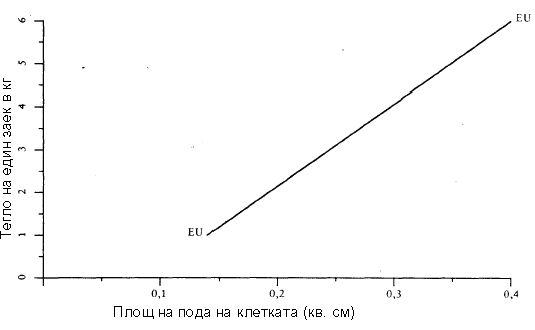 EU
6
5
4
3
2
1
0
Тегло на един заек в кг
EU
0,1
0,2
0,3
0,4
Площ на пода на клетката (кв. см)